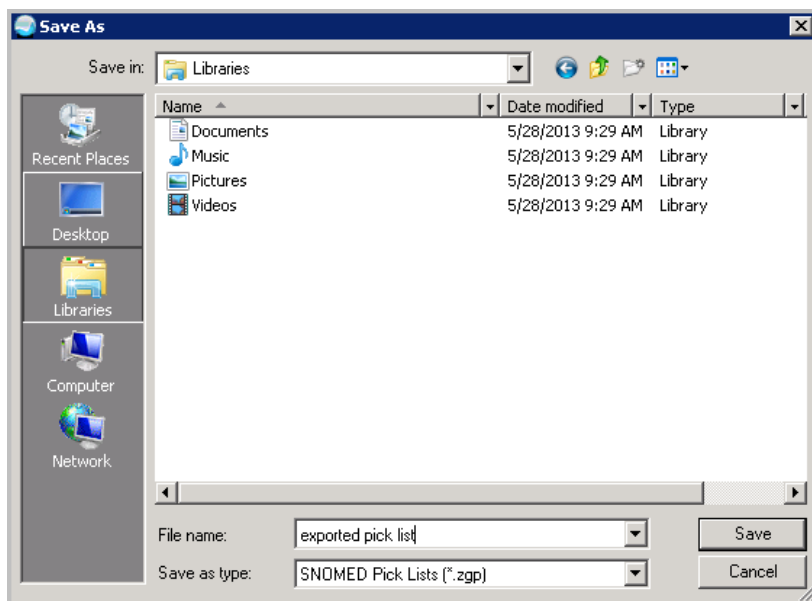 Save As
Save in: Libraries
Name Date modified Type
Documents 5/28/2013 9:29 AM Library
Music 5/28/2013 9:29 AM Library
Pictures 5/28/2013 9:29 AM Library
Videos 5/28/2013 9:29 AM Library
Recent Places
Desktop
Libraries
Computer
Network
File name: exported pick list Save
Save as type: SNOMED Pick Lists (*.zgp) Cancel